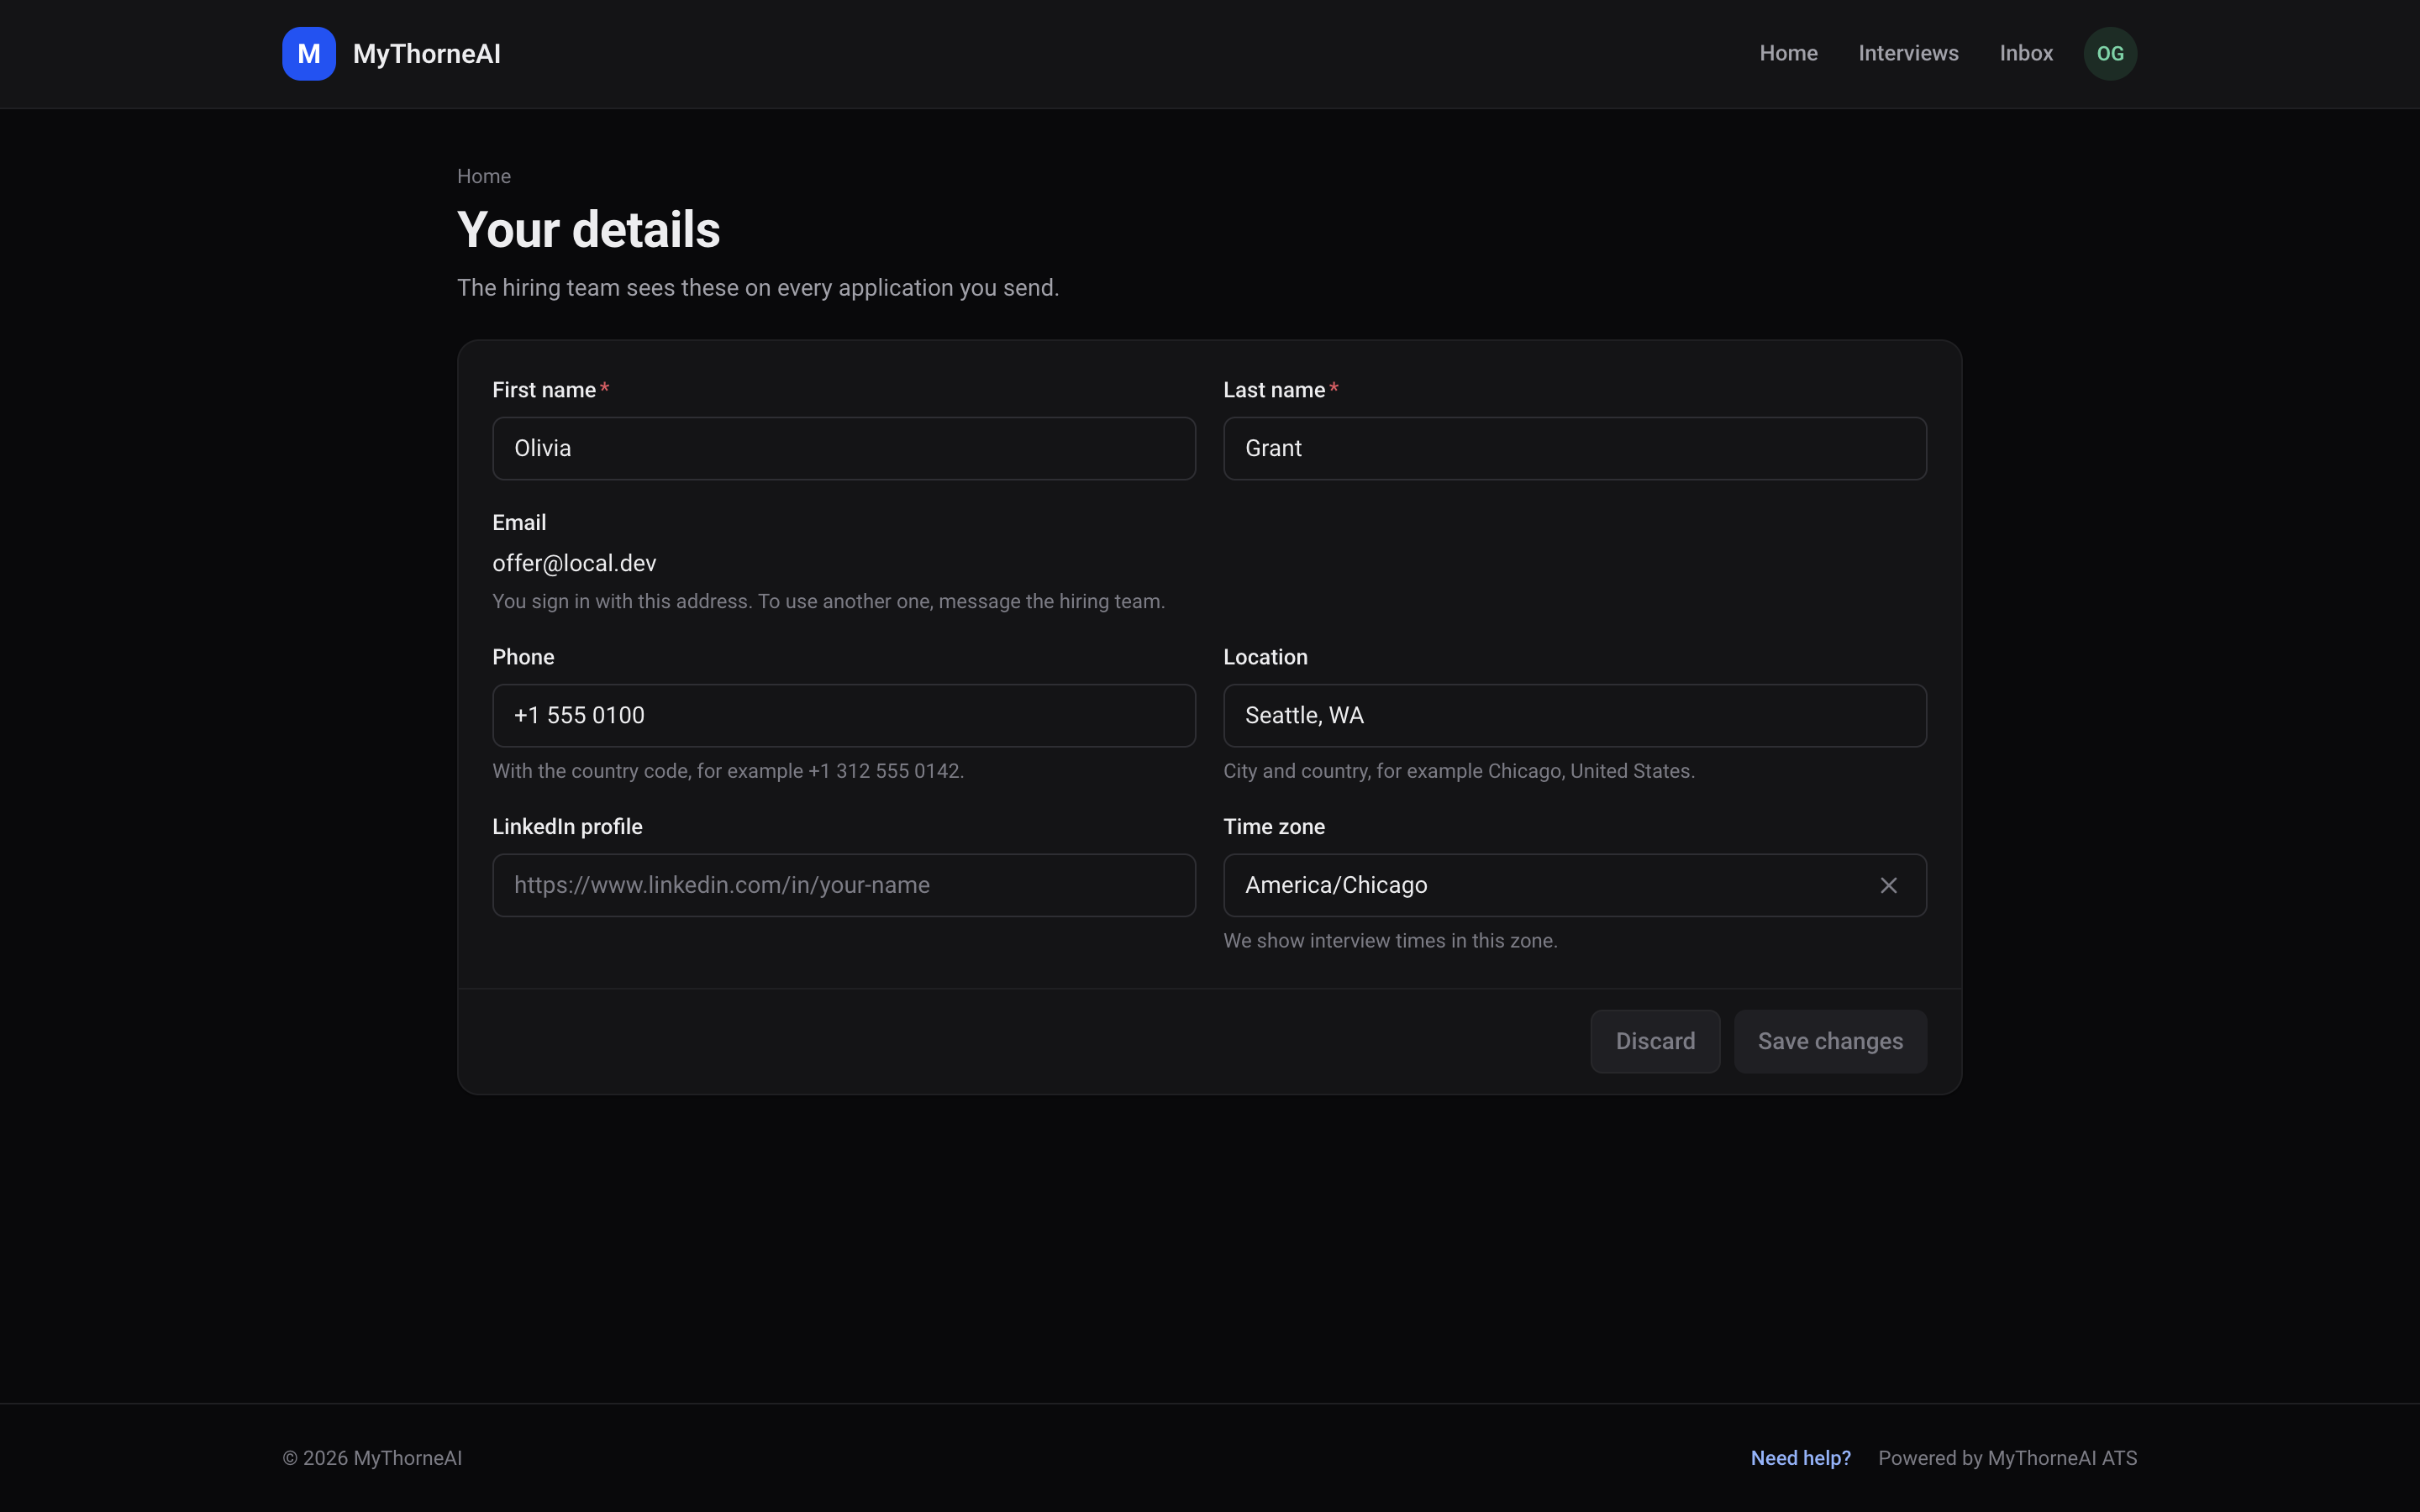 M MyThorneAI
Home Interviews Inbox OG
Home
Your details
The hiring team sees these on every application you send.
First name* Last name*
Olivia Grant
Email
offer@local.dev
You sign in with this address. To use another one, message the hiring team.
Phone Location
+1 555 0100 Seattle, WA
With the country code, for example +1 312 555 0142. City and country, for example Chicago, United States.
LinkedIn profile Time zone
https://www.linkedin.com/in/your-name America/Chicago
We show interview times in this zone.
Discard Save changes
© 2026 MyThorneAI Need help? Powered by MyThorneAI ATS